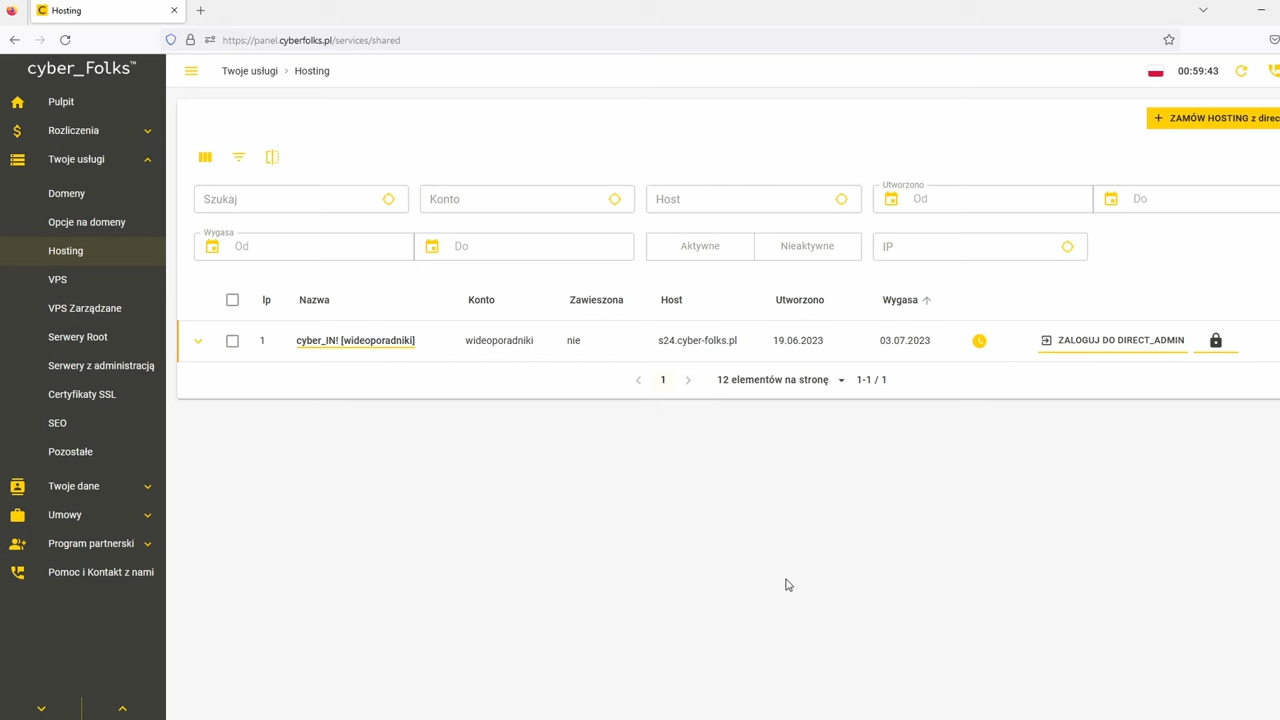 Hosting
https://panel.cyberfolks.pl/services/shared
cyber_Folks™
Twoje usługi › Hosting
00:59:43
Pulpit
Rozliczenia
Twoje usługi
Domeny
Opcje na domeny
Hosting
VPS
VPS Zarządzane
Serwery Root
Serwery z administracją
Certyfikaty SSL
SEO
Pozostałe
Twoje dane
Umowy
Program partnerski
Pomoc i Kontakt z nami
+ ZAMÓW HOSTING z direc
Szukaj
Konto
Host
Utworzono
Od
Do
Wygasa
Od
Do
Aktywne
Nieaktywne
IP
lp Nazwa Konto Zawieszona Host Utworzono Wygasa
1 cyber_IN! [wideoporadniki] wideoporadniki nie s24.cyber-folks.pl 19.06.2023 03.07.2023 ZALOGUJ DO DIRECT_ADMIN
1 12 elementów na stronę 1-1 / 1